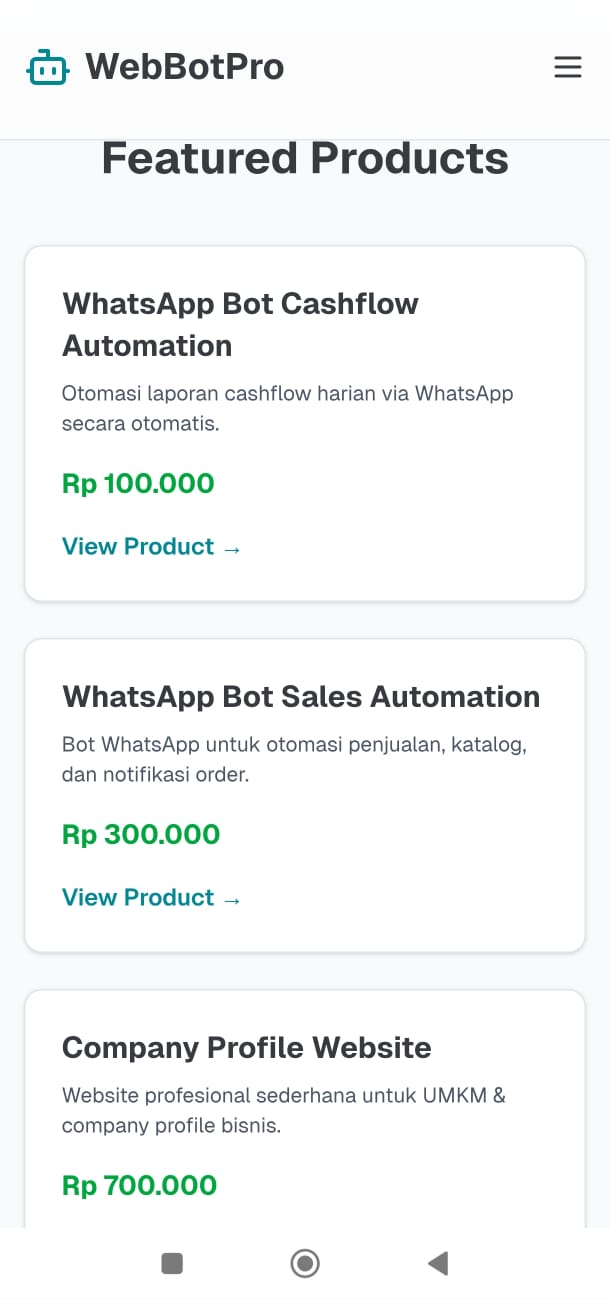 WebBotPro
Featured Products
WhatsApp Bot Cashflow
Automation
Otomasi laporan cashflow harian via WhatsApp
secara otomatis.
Rp 100.000
View Product →
WhatsApp Bot Sales Automation
Bot WhatsApp untuk otomasi penjualan, katalog,
dan notifikasi order.
Rp 300.000
View Product →
Company Profile Website
Website profesional sederhana untuk UMKM &
company profile bisnis.
Rp 700.000